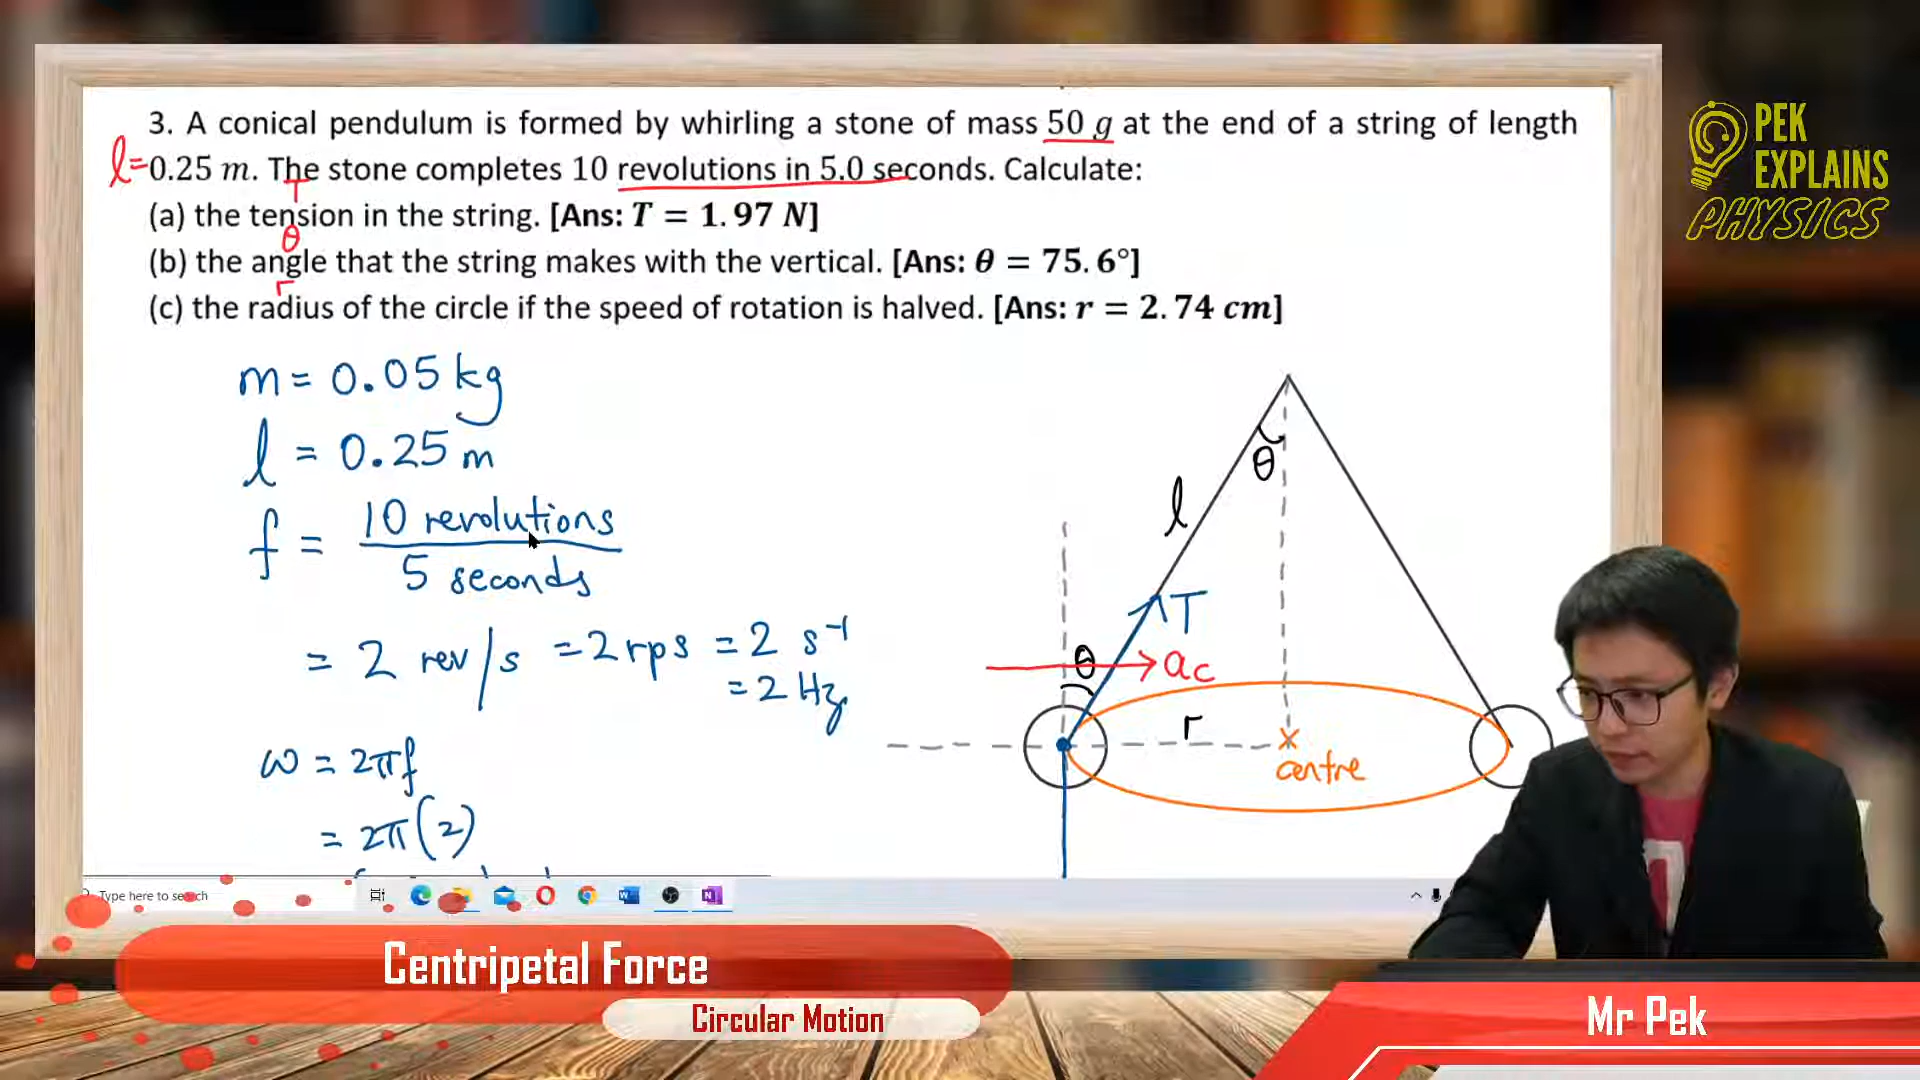 3. A conical pendulum is formed by whirling a stone of mass 50 g at the end of a string of length
l=0.25 m. The stone completes 10 revolutions in 5.0 seconds. Calculate:
T
(a) the tension in the string. [Ans: T = 1.97 N]
θ
(b) the angle that the string makes with the vertical. [Ans: θ = 75.6°]
r
(c) the radius of the circle if the speed of rotation is halved. [Ans: r = 2.74 cm]
m = 0.05 kg
l = 0.25 m
f = 10 revolutions
5 seconds
= 2 rev/s = 2 rps = 2 s⁻¹
= 2 Hz
ω = 2πf
= 2π(2)
θ
l
T
θ
ac
r
centre
PEK
EXPLAINS
PHYSICS
Type here to search
Centripetal Force
Circular Motion
Mr Pek